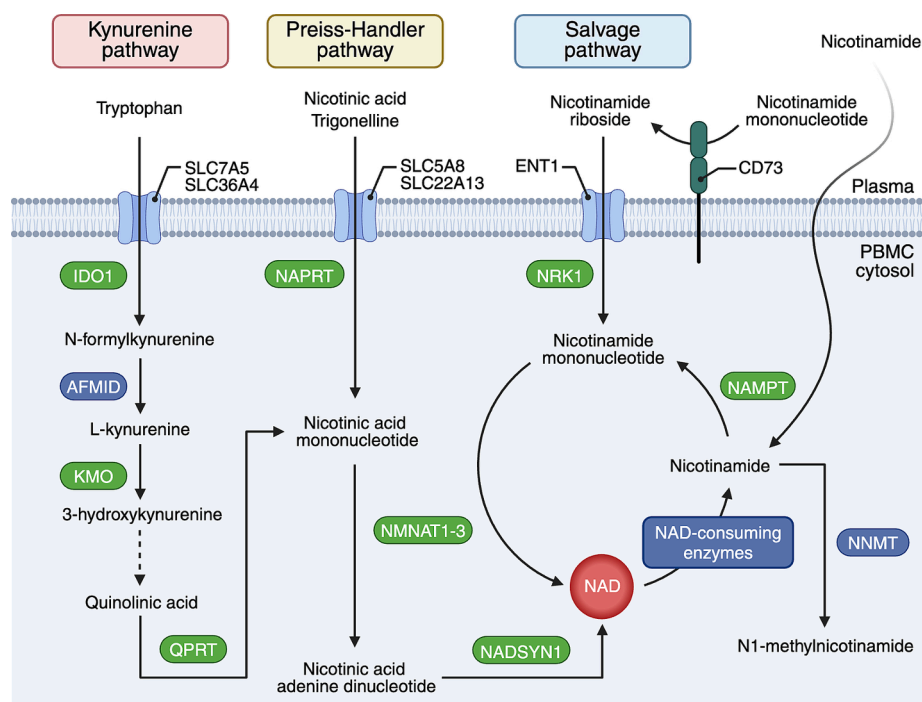 Kynurenine
pathway
Preiss-Handler
pathway
Salvage
pathway
Nicotinamide
Tryptophan
Nicotinic acid
Trigonelline
Nicotinamide
riboside
Nicotinamide
mononucleotide
SLC7A5
SLC36A4
SLC5A8
SLC22A13
ENT1
CD73
Plasma
PBMC
cytosol
IDO1
NAPRT
NRK1
N-formylkynurenine
Nicotinamide
mononucleotide
AFMID
NAMPT
L-kynurenine
Nicotinic acid
mononucleotide
KMO
Nicotinamide
3-hydroxykynurenine
NMNAT1-3
NAD-consuming
enzymes
NNMT
Quinolinic acid
NAD
QPRT
NADSYN1
N1-methylnicotinamide
Nicotinic acid
adenine dinucleotide